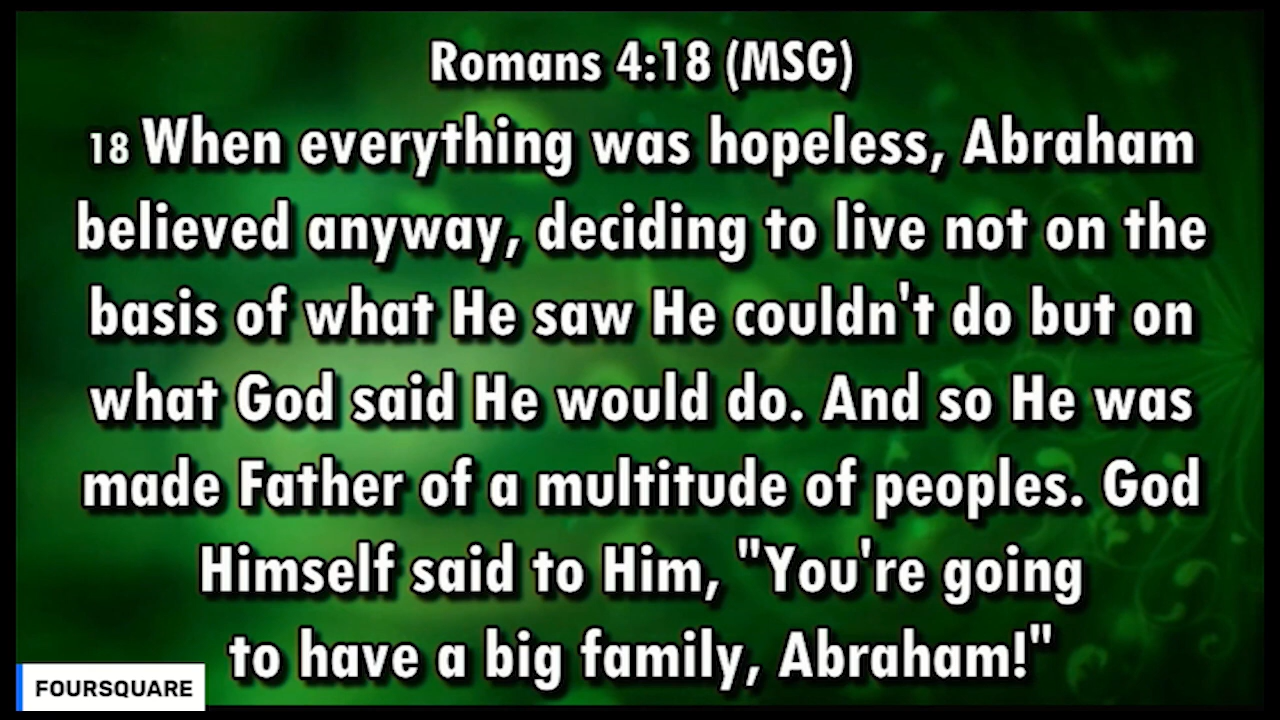 Romans 4:18 (MSG)
18 When everything was hopeless, Abraham
believed anyway, deciding to live not on the
basis of what He saw He couldn't do but on
what God said He would do. And so He was
made Father of a multitude of peoples. God
Himself said to Him, "You're going
to have a big family, Abraham!"
FOURSQUARE